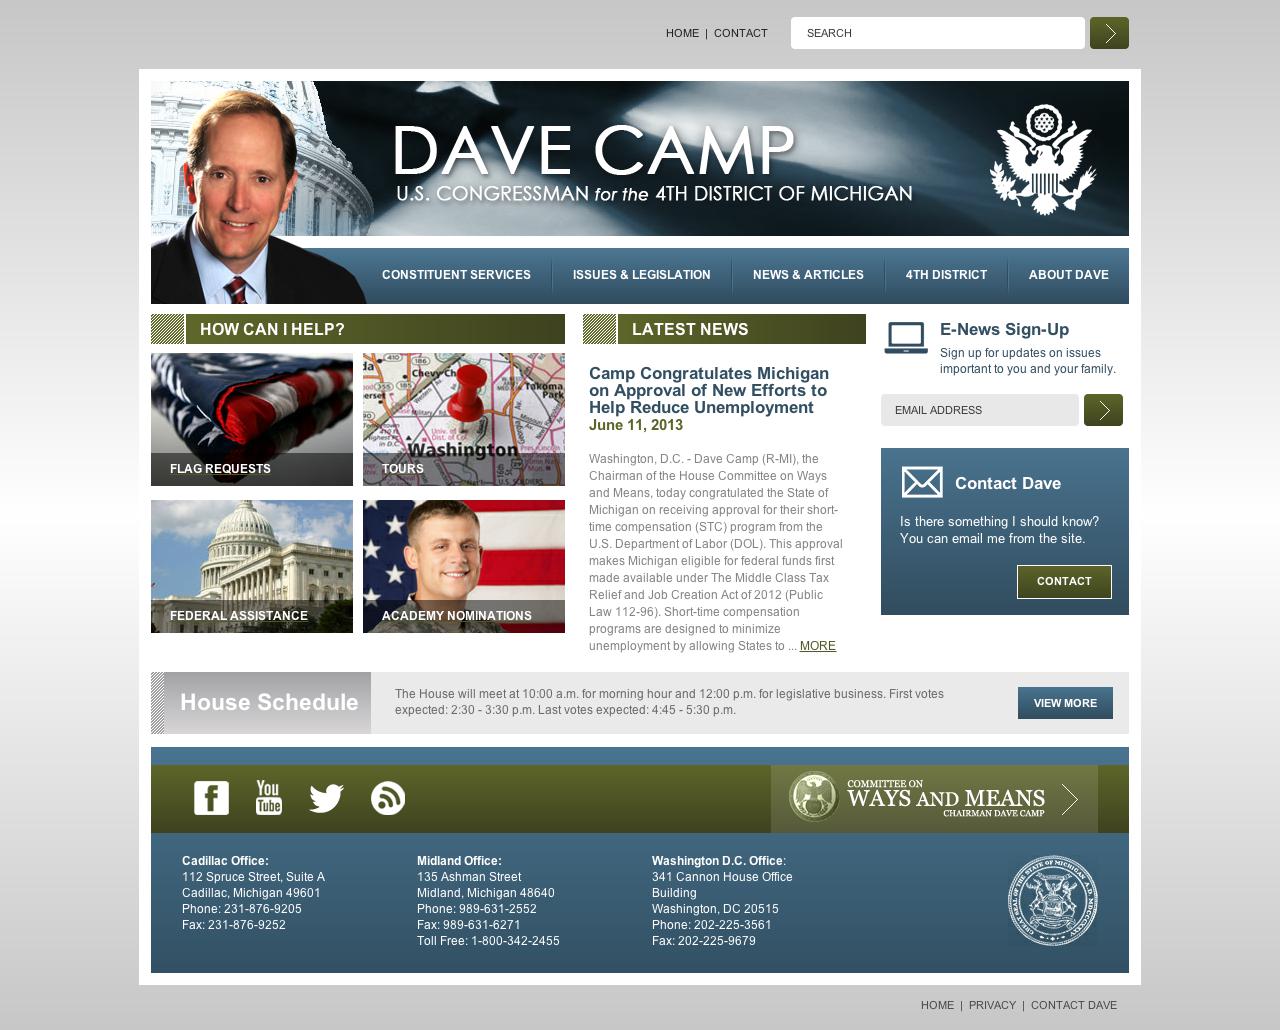 HOME | CONTACT
SEARCH
DAVE CAMP
U.S. CONGRESSMAN for the 4TH DISTRICT OF MICHIGAN
CONSTITUENT SERVICES
ISSUES & LEGISLATION
NEWS & ARTICLES
4TH DISTRICT
ABOUT DAVE
HOW CAN I HELP?
FLAG REQUESTS
Chevy Ch
Takoma
Park
Washington
TOURS
FEDERAL ASSISTANCE
ACADEMY NOMINATIONS
LATEST NEWS
Camp Congratulates Michigan
on Approval of New Efforts to
Help Reduce Unemployment
June 11, 2013
Washington, D.C. - Dave Camp (R-MI), the
Chairman of the House Committee on Ways
and Means, today congratulated the State of
Michigan on receiving approval for their short-
time compensation (STC) program from the
U.S. Department of Labor (DOL). This approval
makes Michigan eligible for federal funds first
made available under The Middle Class Tax
Relief and Job Creation Act of 2012 (Public
Law 112-96). Short-time compensation
programs are designed to minimize
unemployment by allowing States to ... MORE
E-News Sign-Up
Sign up for updates on issues
important to you and your family.
EMAIL ADDRESS
Contact Dave
Is there something I should know?
You can email me from the site.
CONTACT
House Schedule
The House will meet at 10:00 a.m. for morning hour and 12:00 p.m. for legislative business. First votes
expected: 2:30 - 3:30 p.m. Last votes expected: 4:45 - 5:30 p.m.
VIEW MORE
f
You
Tube
COMMITTEE ON
WAYS AND MEANS
CHAIRMAN DAVE CAMP
Cadillac Office:
112 Spruce Street, Suite A
Cadillac, Michigan 49601
Phone: 231-876-9205
Fax: 231-876-9252
Midland Office:
135 Ashman Street
Midland, Michigan 48640
Phone: 989-631-2552
Fax: 989-631-6271
Toll Free: 1-800-342-2455
Washington D.C. Office:
341 Cannon House Office
Building
Washington, DC 20515
Phone: 202-225-3561
Fax: 202-225-9679
HOME | PRIVACY | CONTACT DAVE